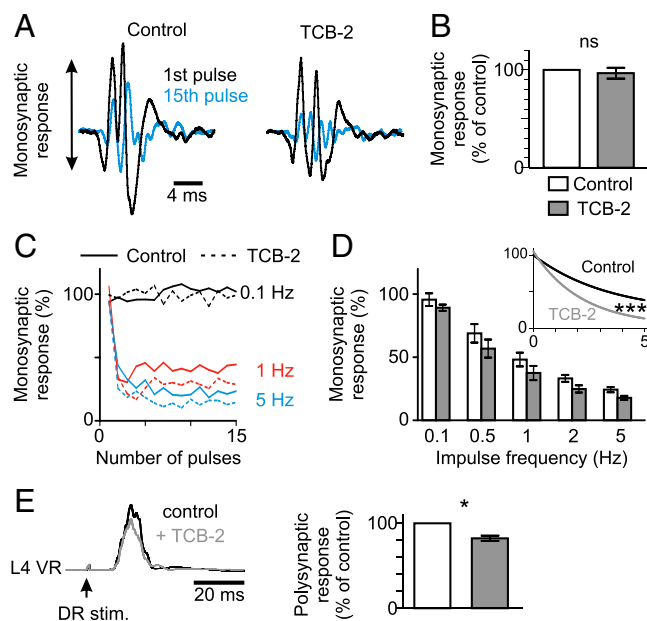 A
Control
TCB-2
Monosynaptic
response
1st pulse
15th pulse
4 ms
B
ns
Monosynaptic
response
(% of control)
100
0
Control
TCB-2
C
Control
TCB-2
Monosynaptic
response (%)
100
0
0.1 Hz
1 Hz
5 Hz
0
15
Number of pulses
D
Monosynaptic
response (%)
100
50
0
0.1
0.5
1
2
5
Impulse frequency (Hz)
100
0
0
5
Control
TCB-2
***
E
control
+ TCB-2
L4 VR
DR stim.
20 ms
*
Polysynaptic
response
(% of control)
100
0